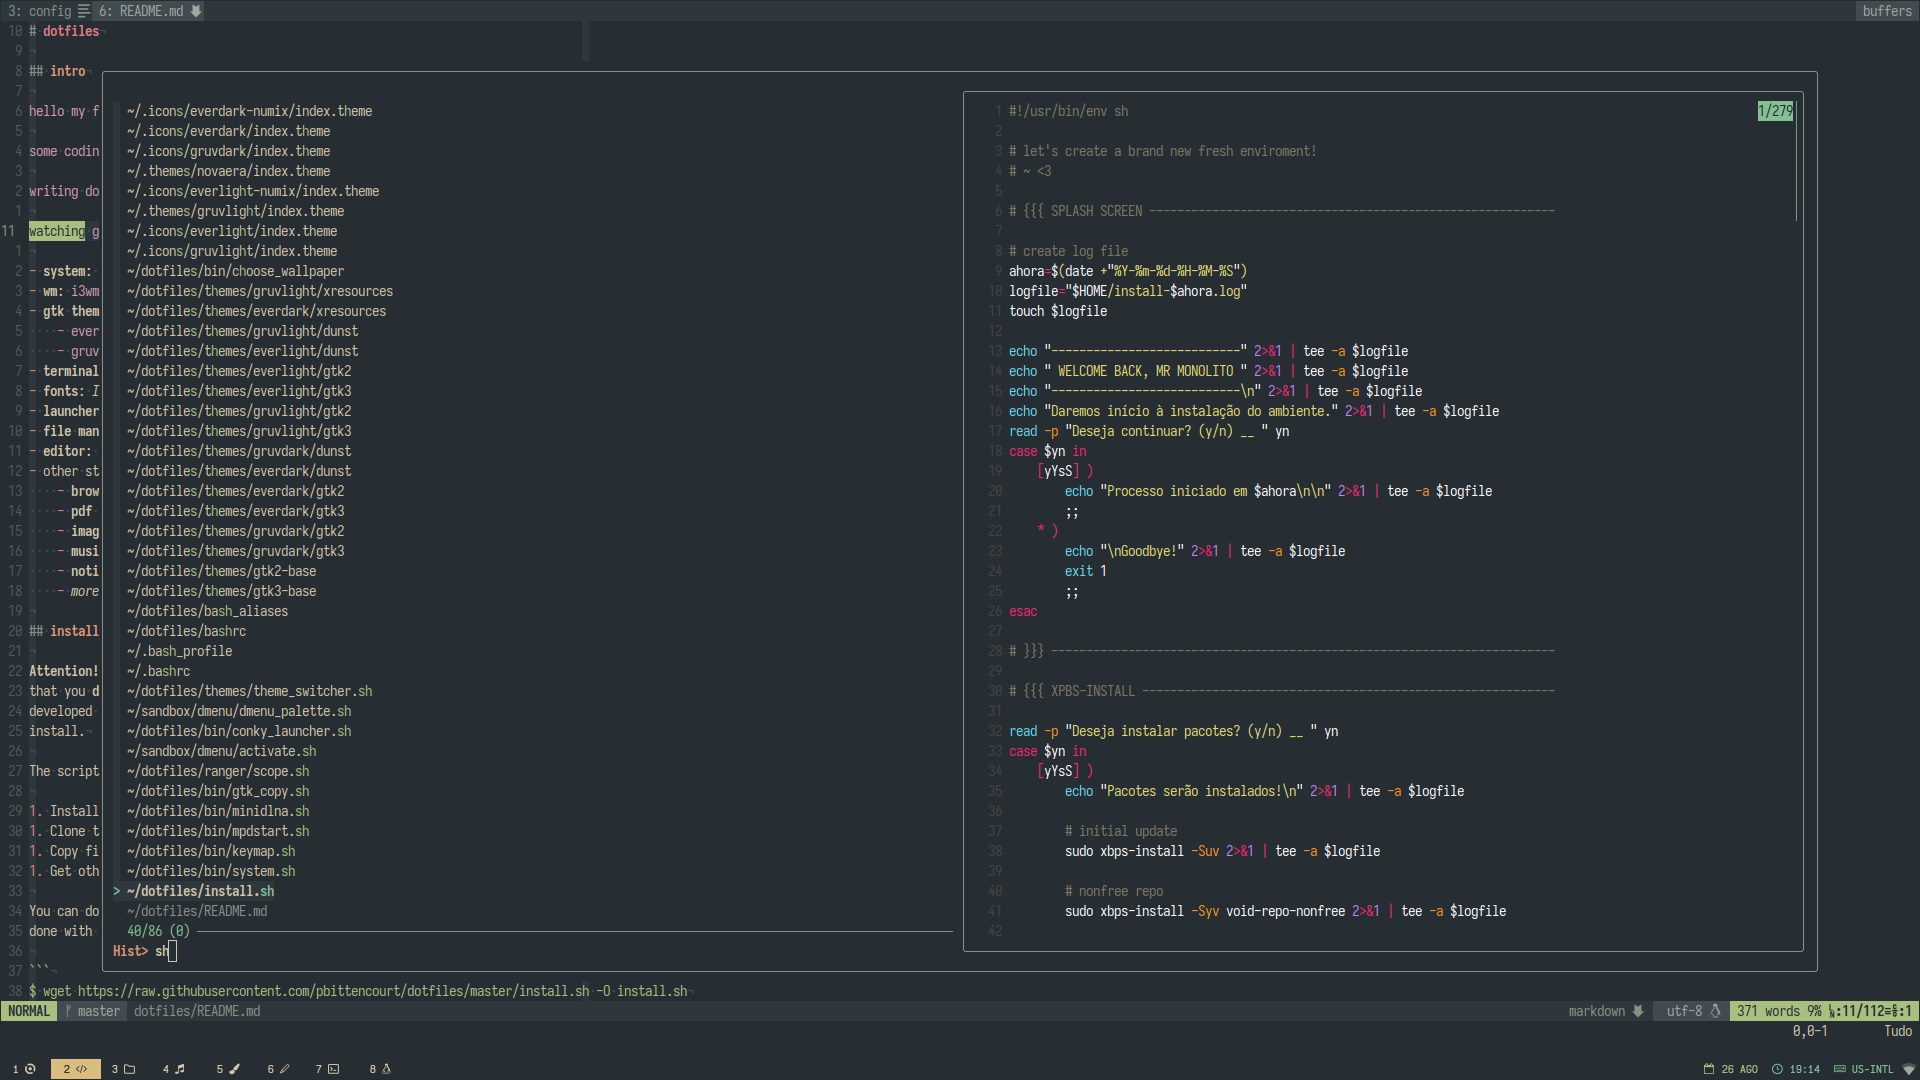 3: config 6: README.md buffers
10 # dotfiles¬
9 ¬
8 ## intro¬
7 ¬
6 hello my f
5 ¬
4 some codin
3 ¬
2 writing do
1 ¬
11 watching g
1 ¬
2 - system:
3 - wm: i3wm
4 - gtk them
5 ····- ever
6 ····- gruv
7 - terminal
8 - fonts: I
9 - launcher
10 - file man
11 - editor:
12 - other st
13 ····- brow
14 ····- pdf
15 ····- imag
16 ····- musi
17 ····- noti
18 ····- more
19 ¬
20 ## install
21 ¬
22 Attention!
23 that you d
24 developed
25 install.¬
26 ¬
27 The script
28 ¬
29 1. Install
30 1. Clone t
31 1. Copy fi
32 1. Get oth
33 ¬
34 You can do
35 done with
36 ¬
37 ```¬
38 $ wget https://raw.githubusercontent.com/pbittencourt/dotfiles/master/install.sh -O install.sh¬
~/.icons/everdark-numix/index.theme
~/.icons/everdark/index.theme
~/.icons/gruvdark/index.theme
~/.themes/novaera/index.theme
~/.icons/everlight-numix/index.theme
~/.themes/gruvlight/index.theme
~/.icons/everlight/index.theme
~/.icons/gruvlight/index.theme
~/dotfiles/bin/choose_wallpaper
~/dotfiles/themes/gruvlight/xresources
~/dotfiles/themes/everdark/xresources
~/dotfiles/themes/gruvlight/dunst
~/dotfiles/themes/everlight/dunst
~/dotfiles/themes/everlight/gtk2
~/dotfiles/themes/everlight/gtk3
~/dotfiles/themes/gruvlight/gtk2
~/dotfiles/themes/gruvlight/gtk3
~/dotfiles/themes/gruvdark/dunst
~/dotfiles/themes/everdark/dunst
~/dotfiles/themes/everdark/gtk2
~/dotfiles/themes/everdark/gtk3
~/dotfiles/themes/gruvdark/gtk2
~/dotfiles/themes/gruvdark/gtk3
~/dotfiles/themes/gtk2-base
~/dotfiles/themes/gtk3-base
~/dotfiles/bash_aliases
~/dotfiles/bashrc
~/.bash_profile
~/.bashrc
~/dotfiles/themes/theme_switcher.sh
~/sandbox/dmenu/dmenu_palette.sh
~/dotfiles/bin/conky_launcher.sh
~/sandbox/dmenu/activate.sh
~/dotfiles/ranger/scope.sh
~/dotfiles/bin/gtk_copy.sh
~/dotfiles/bin/minidlna.sh
~/dotfiles/bin/mpdstart.sh
~/dotfiles/bin/keymap.sh
~/dotfiles/bin/system.sh
> ~/dotfiles/install.sh
~/dotfiles/README.md
40/86 (0)
Hist> sh
1 #!/usr/bin/env sh 1/279
2
3 # let's create a brand new fresh enviroment!
4 # ~ <3
5
6 # {{{ SPLASH SCREEN ----------------------------------------------------------
7
8 # create log file
9 ahora=$(date +"%Y-%m-%d-%H-%M-%S")
10 logfile="$HOME/install-$ahora.log"
11 touch $logfile
12
13 echo "---------------------------" 2>&1 | tee -a $logfile
14 echo " WELCOME BACK, MR MONOLITO " 2>&1 | tee -a $logfile
15 echo "---------------------------\n" 2>&1 | tee -a $logfile
16 echo "Daremos início à instalação do ambiente." 2>&1 | tee -a $logfile
17 read -p "Deseja continuar? (y/n) __ " yn
18 case $yn in
19 [yYsS] )
20 echo "Processo iniciado em $ahora\n\n" 2>&1 | tee -a $logfile
21 ;;
22 * )
23 echo "\nGoodbye!" 2>&1 | tee -a $logfile
24 exit 1
25 ;;
26 esac
27
28 # }}} ------------------------------------------------------------------------
29
30 # {{{ XPBS-INSTALL -----------------------------------------------------------
31
32 read -p "Deseja instalar pacotes? (y/n) __ " yn
33 case $yn in
34 [yYsS] )
35 echo "Pacotes serão instalados!\n" 2>&1 | tee -a $logfile
36
37 # initial update
38 sudo xbps-install -Suv 2>&1 | tee -a $logfile
39
40 # nonfree repo
41 sudo xbps-install -Syv void-repo-nonfree 2>&1 | tee -a $logfile
42
NORMAL master dotfiles/README.md markdown utf-8 371 words 9% :11/112 :1
0,0-1 Tudo
1 2 </> 3 4 5 6 7 8 26 AGO 19:14 US-INTL